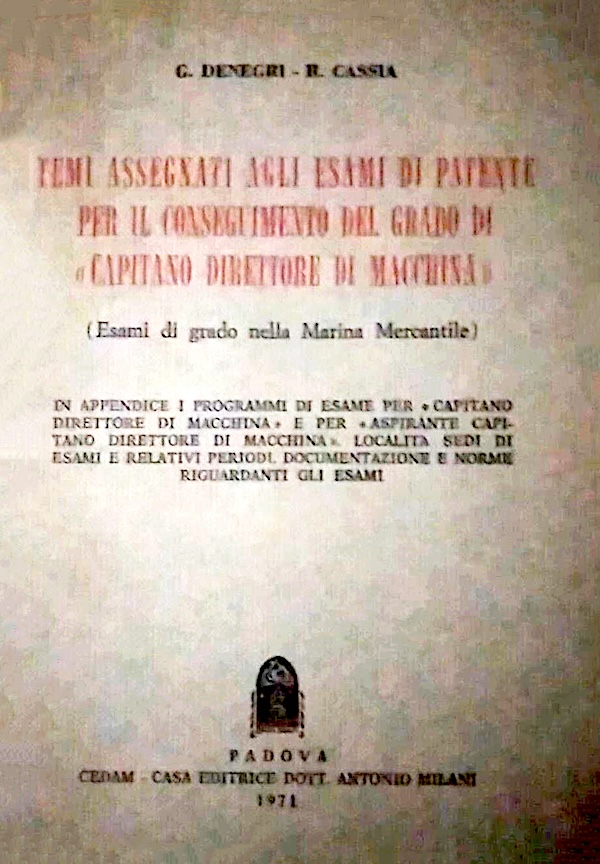 G. DENEGRI - R. CASSIA
TEMI ASSEGNATI AGLI ESAMI DI PATENTE
PER IL CONSEGUIMENTO DEL GRADO DI
« CAPITANO DIRETTORE DI MACCHINA »
(Esami di grado nella Marina Mercantile)
IN APPENDICE I PROGRAMMI DI ESAME PER « CAPITANO
DIRETTORE DI MACCHINA » E PER « ASPIRANTE CAPI-
TANO DIRETTORE DI MACCHINA ». LOCALITÀ SEDI DI
ESAMI E RELATIVI PERIODI. DOCUMENTAZIONE E NORME
RIGUARDANTI GLI ESAMI
PADOVA
CEDAM - CASA EDITRICE DOTT. ANTONIO MILANI
1971